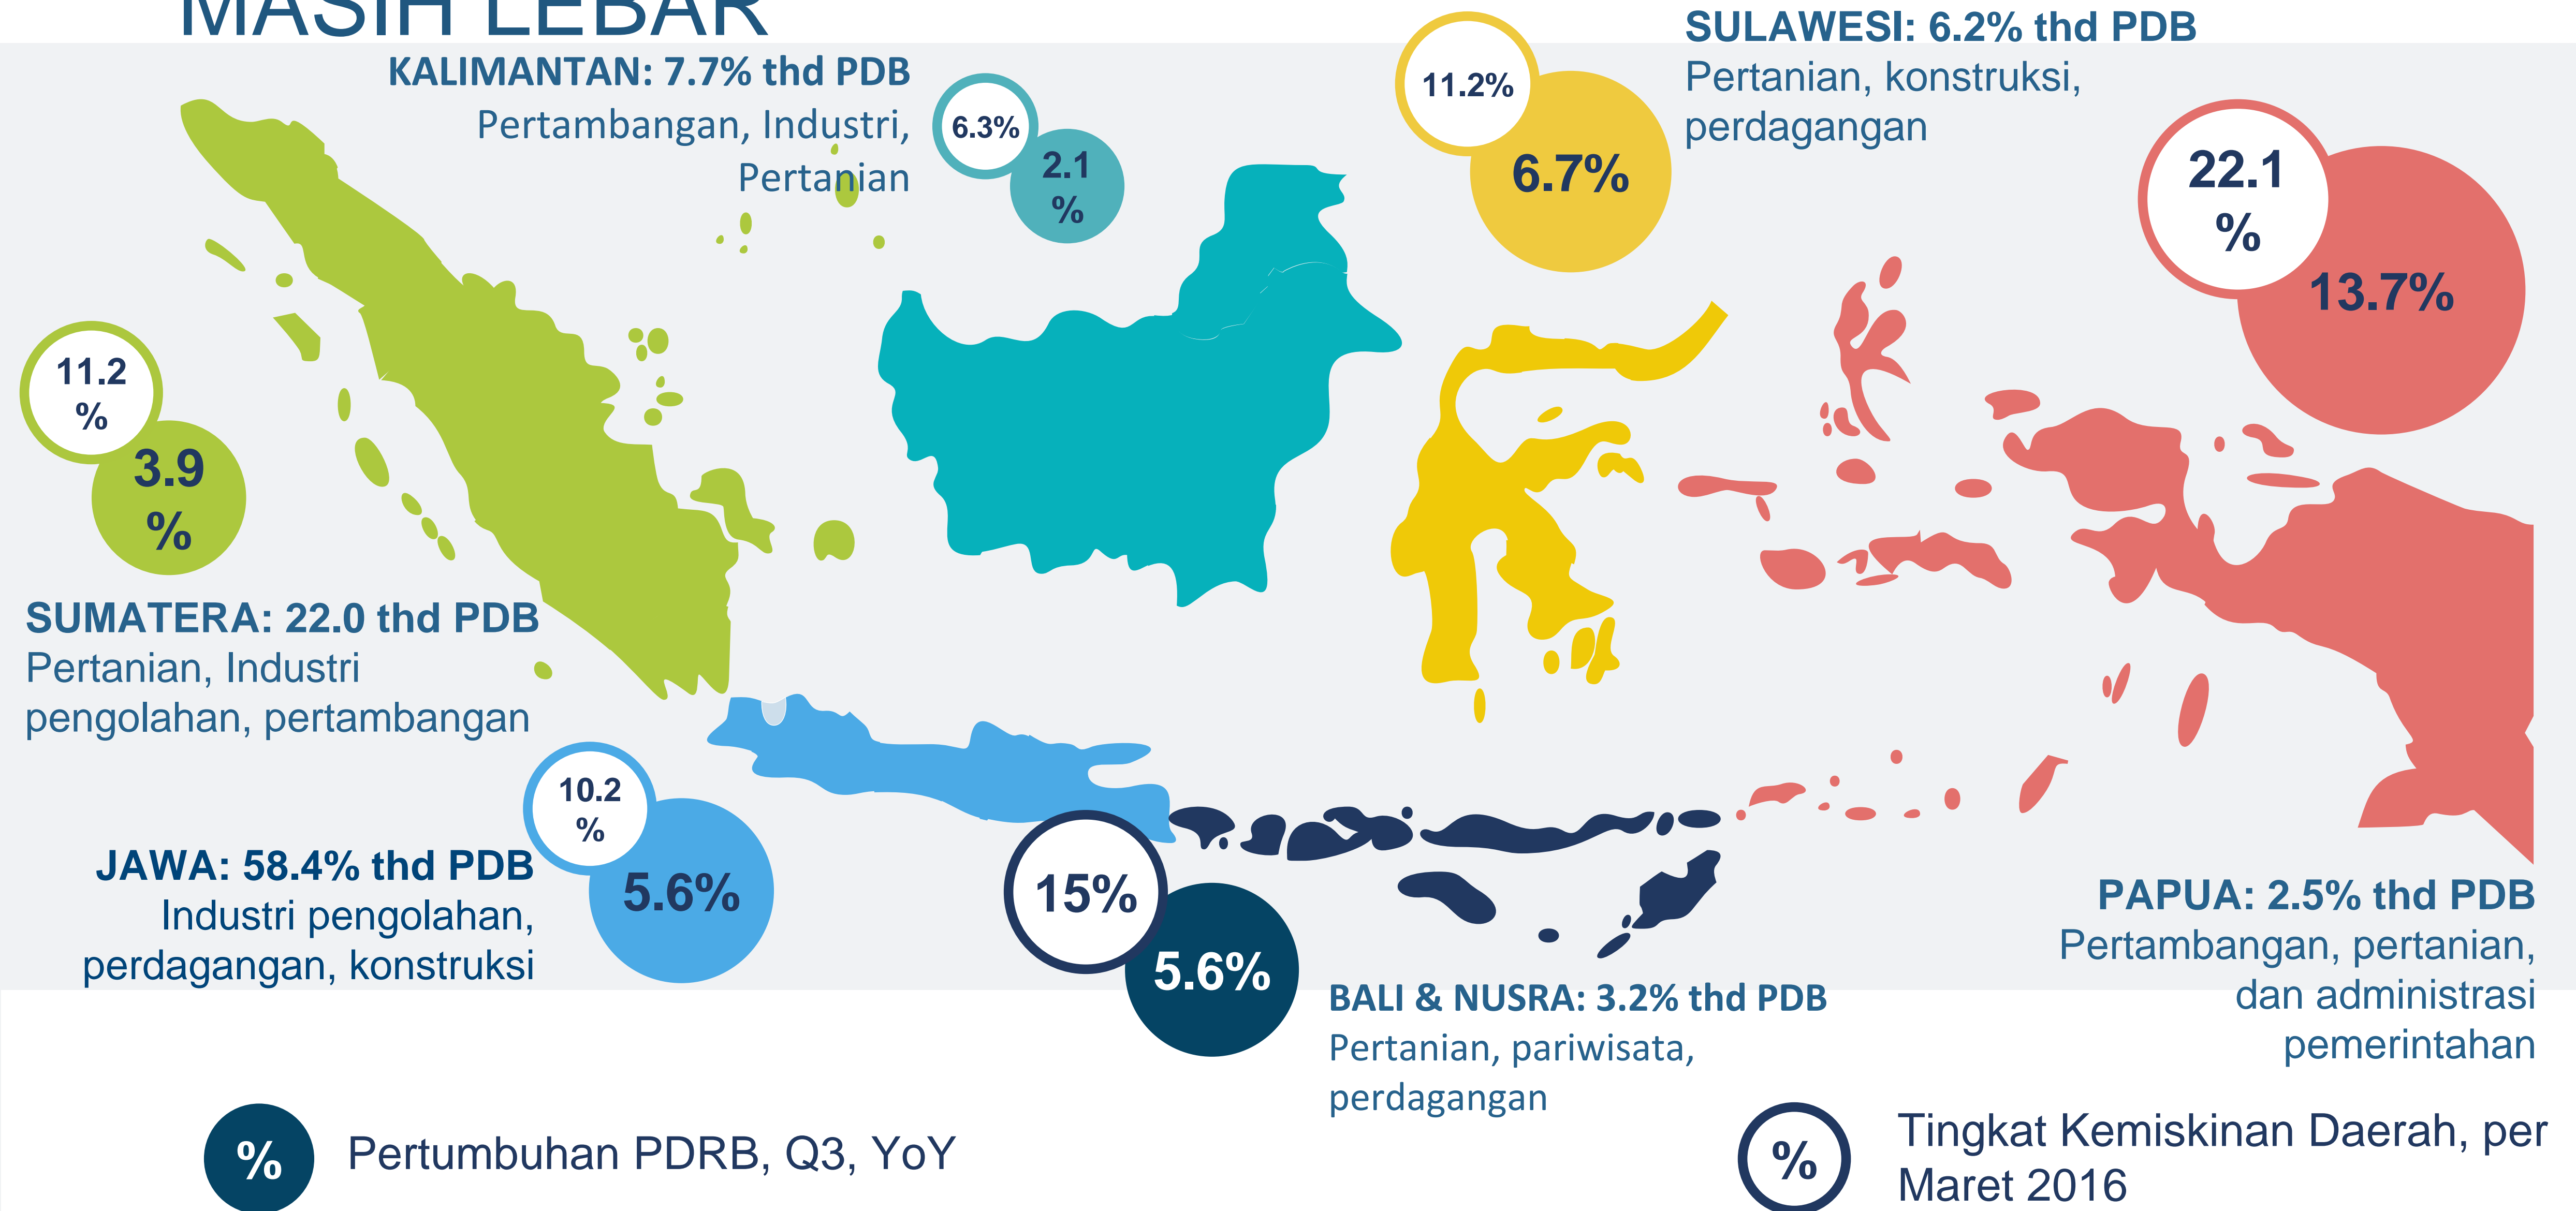 MASIH LEBAR
KALIMANTAN: 7.7% thd PDB
Pertambangan, Industri,
Pertanian
6.3%
2.1
%
11.2%
6.7%
SULAWESI: 6.2% thd PDB
Pertanian, konstruksi,
perdagangan
22.1
%
13.7%
11.2
%
3.9
%
SUMATERA: 22.0 thd PDB
Pertanian, Industri
pengolahan, pertambangan
10.2
%
5.6%
JAWA: 58.4% thd PDB
Industri pengolahan,
perdagangan, konstruksi
15%
5.6%
BALI & NUSRA: 3.2% thd PDB
Pertanian, pariwisata,
perdagangan
PAPUA: 2.5% thd PDB
Pertambangan, pertanian,
dan administrasi
pemerintahan
%
Pertumbuhan PDRB, Q3, YoY
%
Tingkat Kemiskinan Daerah, per
Maret 2016